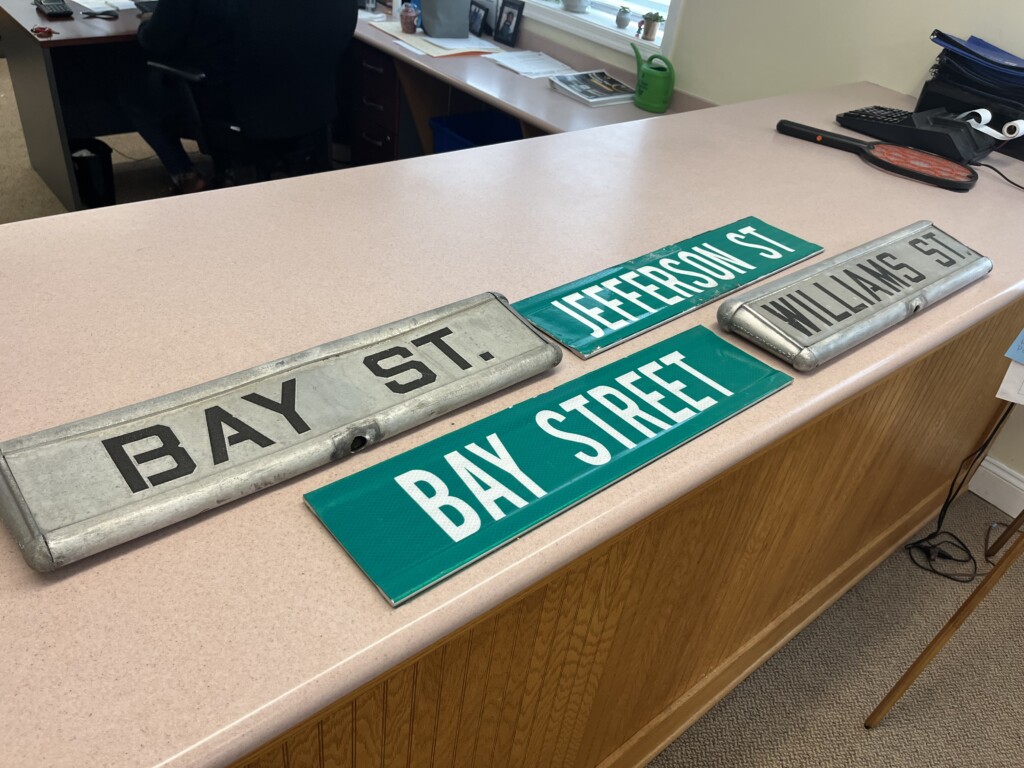 BAY ST.
BAY STREET
JEFFERSON ST
WILLIAMS ST.